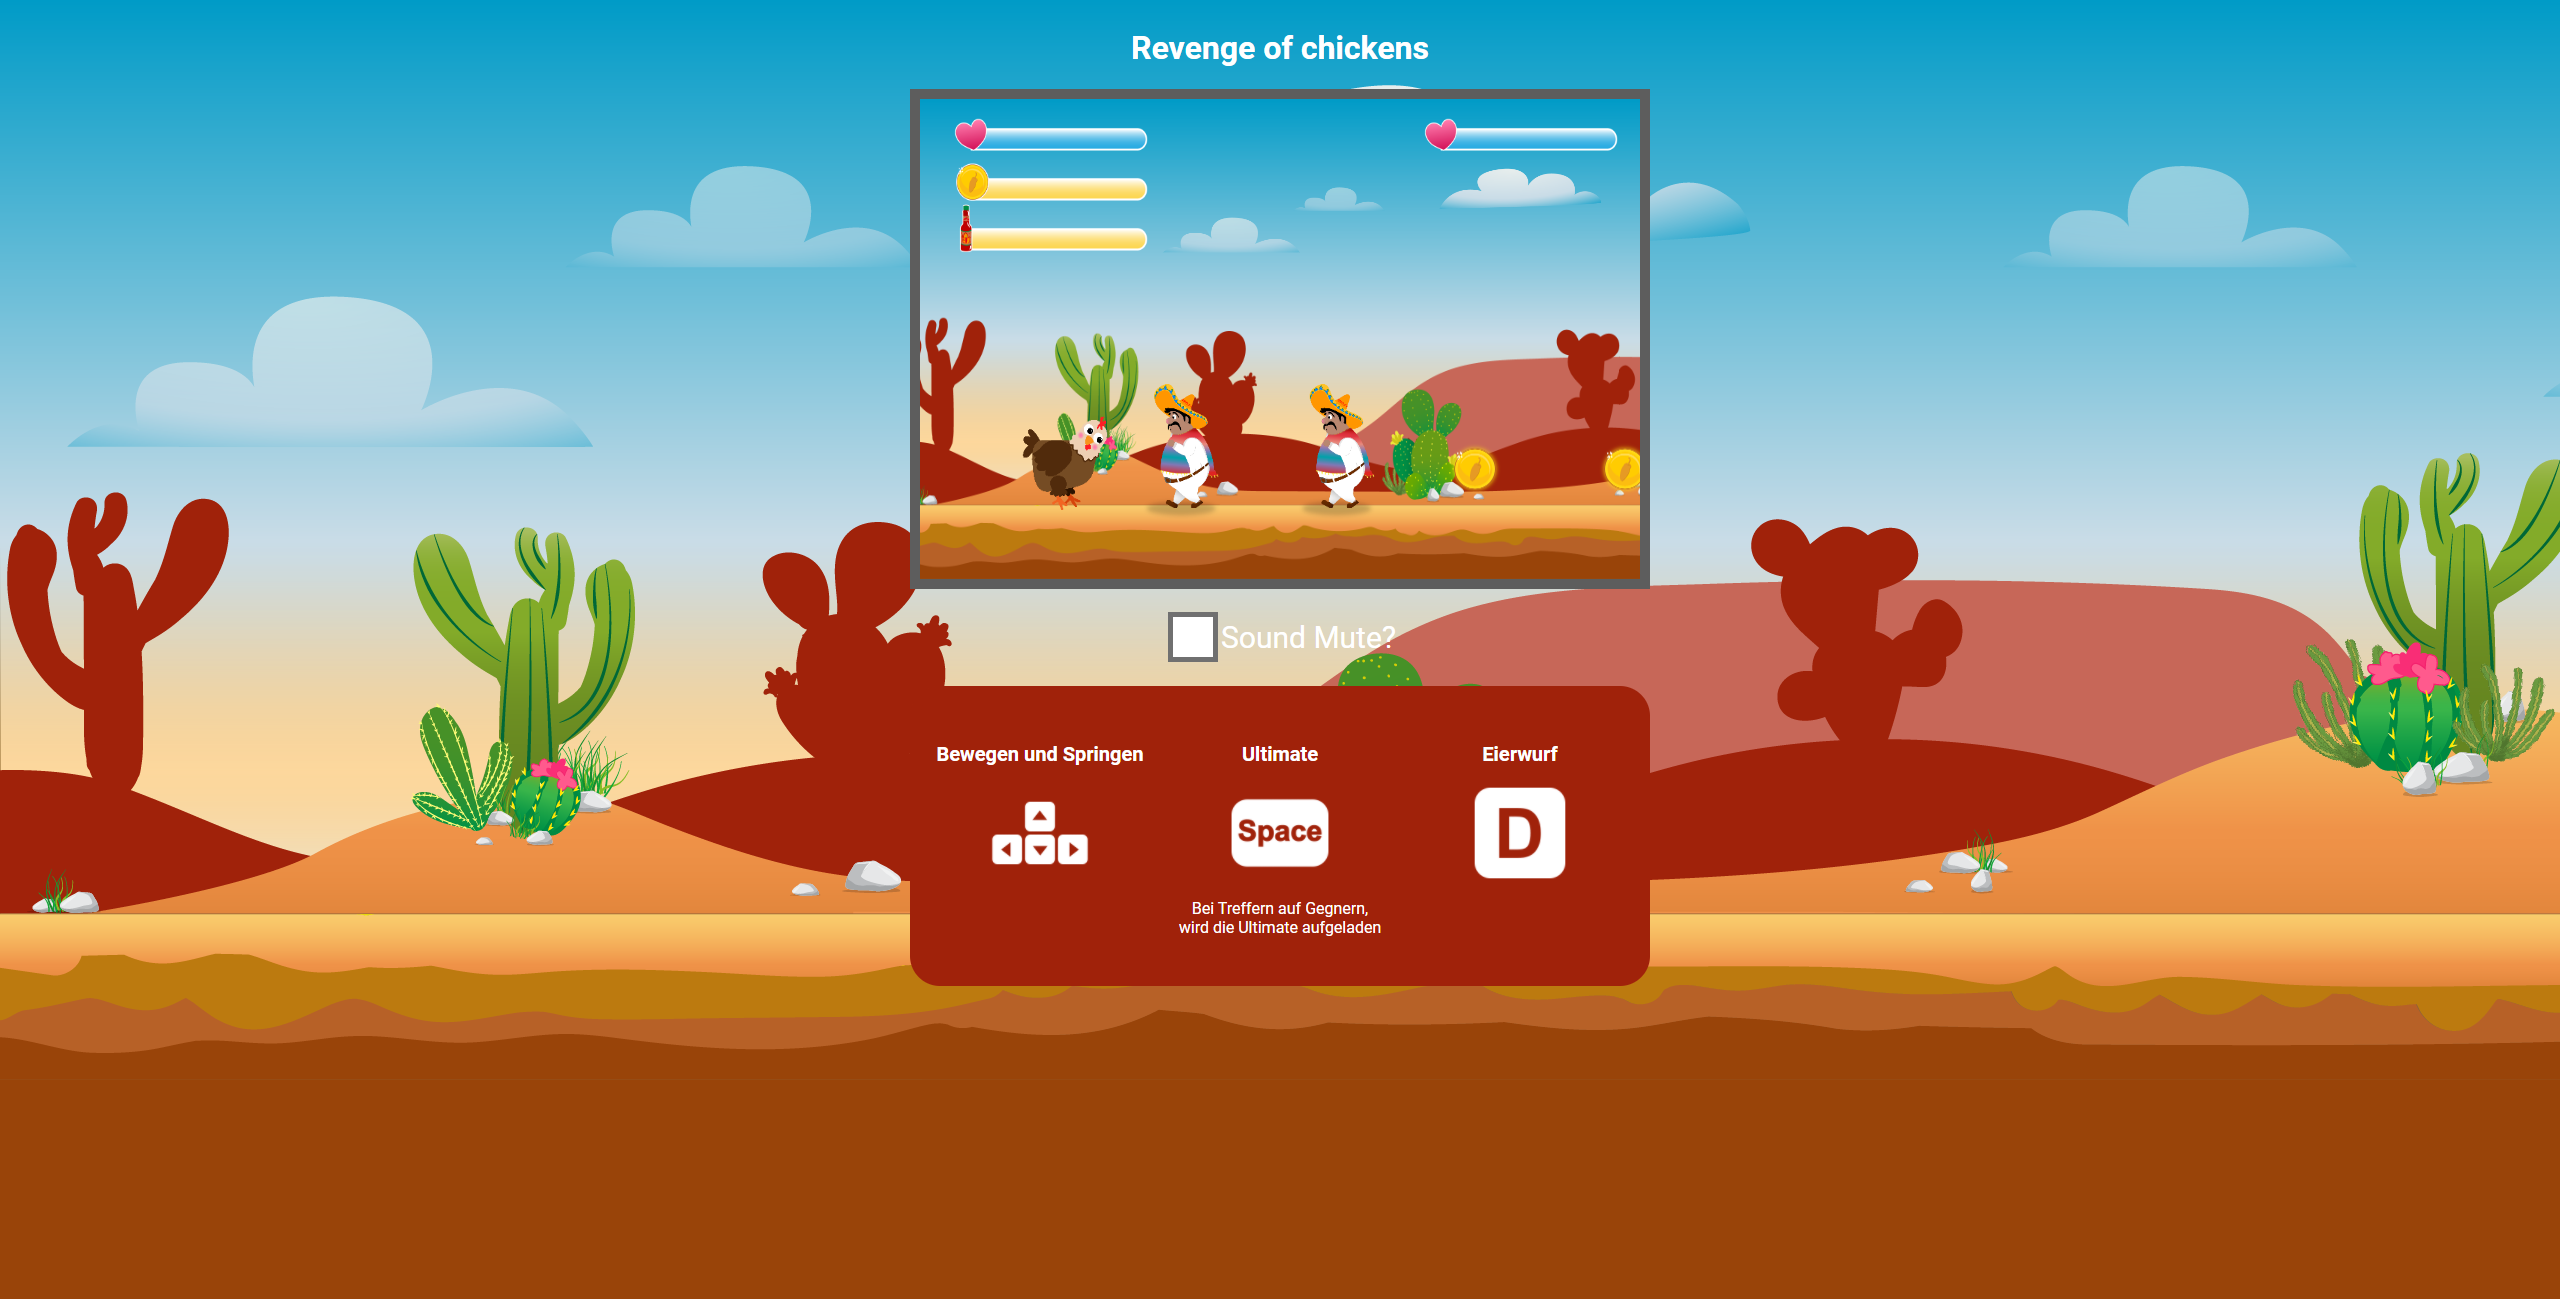 Revenge of chickens
Sound Mute?
Bewegen und Springen
Ultimate
Eierwurf
Space
D
Bei Treffern auf Gegnern,
wird die Ultimate aufgeladen